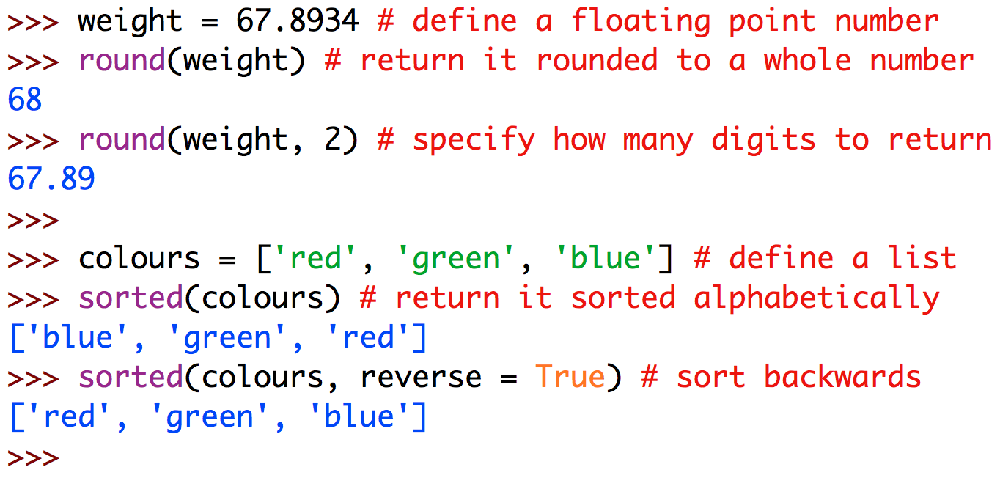 >>> weight = 67.8934 # define a floating point number
>>> round(weight) # return it rounded to a whole number
68
>>> round(weight, 2) # specify how many digits to return
67.89
>>>
>>> colours = ['red', 'green', 'blue'] # define a list
>>> sorted(colours) # return it sorted alphabetically
['blue', 'green', 'red']
>>> sorted(colours, reverse = True) # sort backwards
['red', 'green', 'blue']
>>>